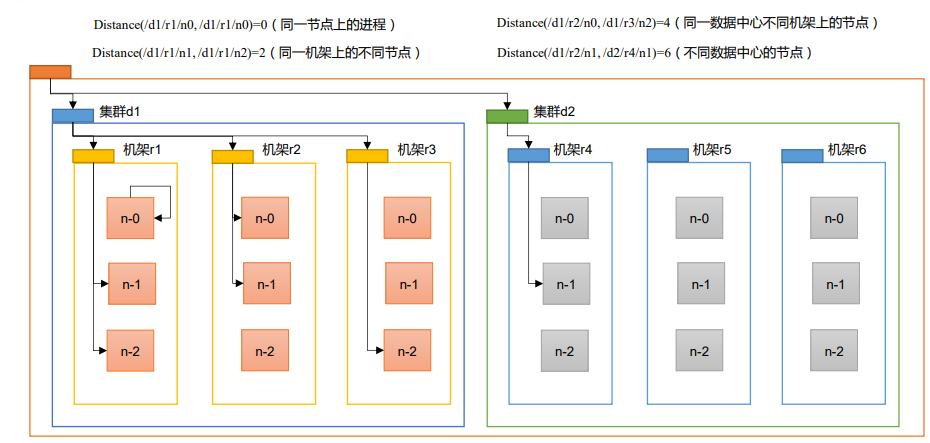 Distance(/d1/r1/n0, /d1/r1/n0)=0（同一节点上的进程） Distance(/d1/r2/n0, /d1/r3/n2)=4（同一数据中心不同机架上的节点）
Distance(/d1/r1/n1, /d1/r1/n2)=2（同一机架上的不同节点） Distance(/d1/r2/n1, /d2/r4/n1)=6（不同数据中心的节点）
集群d1 集群d2
机架r1 机架r2 机架r3 机架r4 机架r5 机架r6
n-0 n-0 n-0 n-0 n-0 n-0
n-1 n-1 n-1 n-1 n-1 n-1
n-2 n-2 n-2 n-2 n-2 n-2